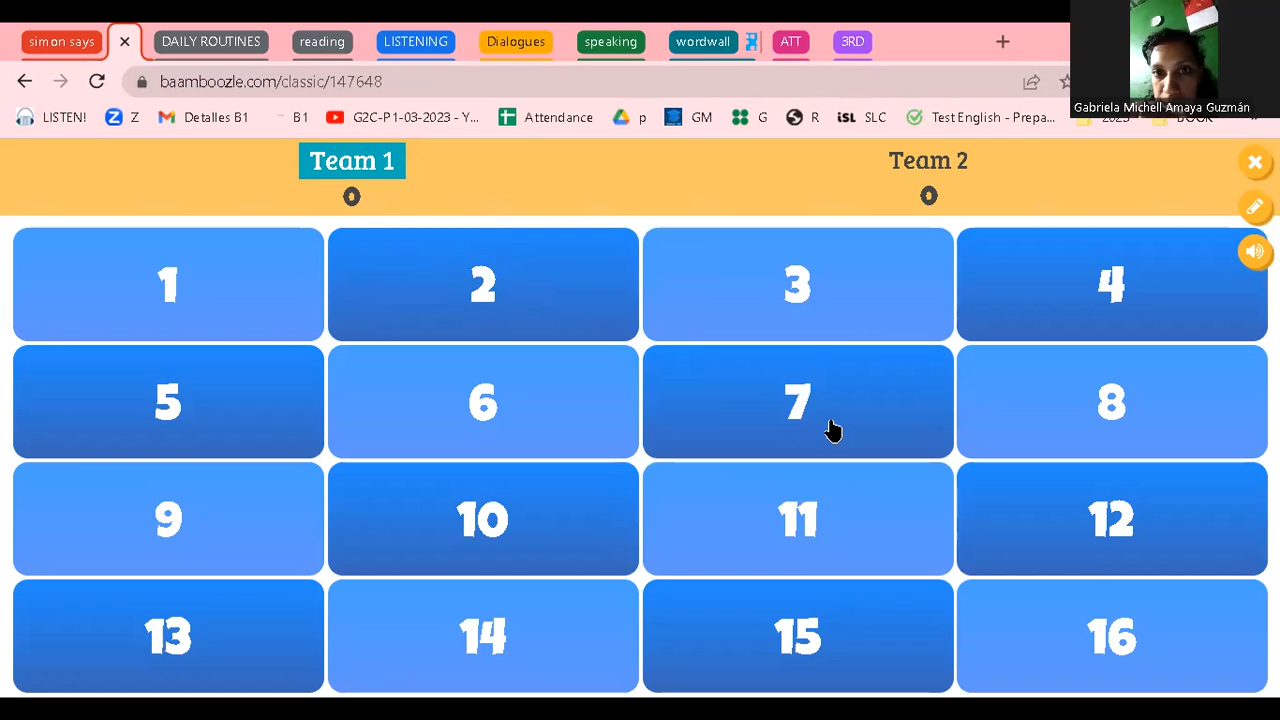 simon says DAILY ROUTINES reading LISTENING Dialogues speaking wordwall ATT 3RD
baamboozle.com/classic/147648
Gabriela Michell Amaya Guzmán
LISTEN! Z Detalles B1 B1 G2C-P1-03-2023 - Y... Attendance p GM G R SLC Test English - Prepa...
Team 1 Team 2
0 0
1 2 3 4
5 6 7 8
9 10 11 12
13 14 15 16